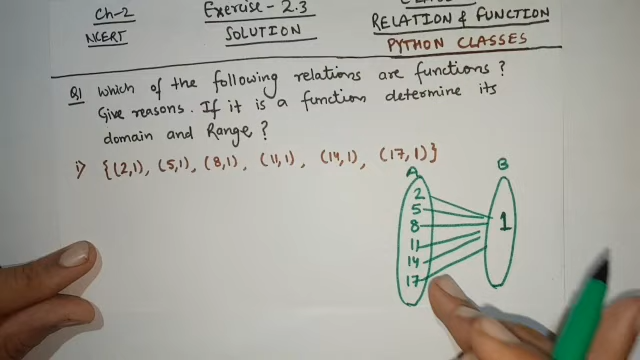 Ch-2
Exercise - 2.3
NCERT
SOLUTION
RELATION & FUNCTION
PYTHON CLASSES
Q1 Which of the following relations are functions?
Give reasons. If it is a function determine its
domain and Range?
i) {(2,1), (5,1), (8,1), (11,1), (14,1), (17,1)}
A
B
2
5
8
11
14
17
1